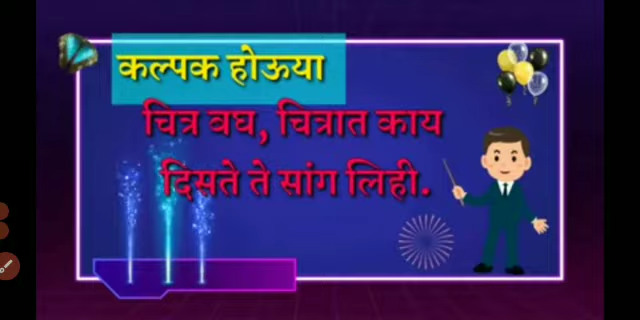 कल्पक होऊया
चित्र बघ, चित्रात काय
दिसते ते सांग लिही.